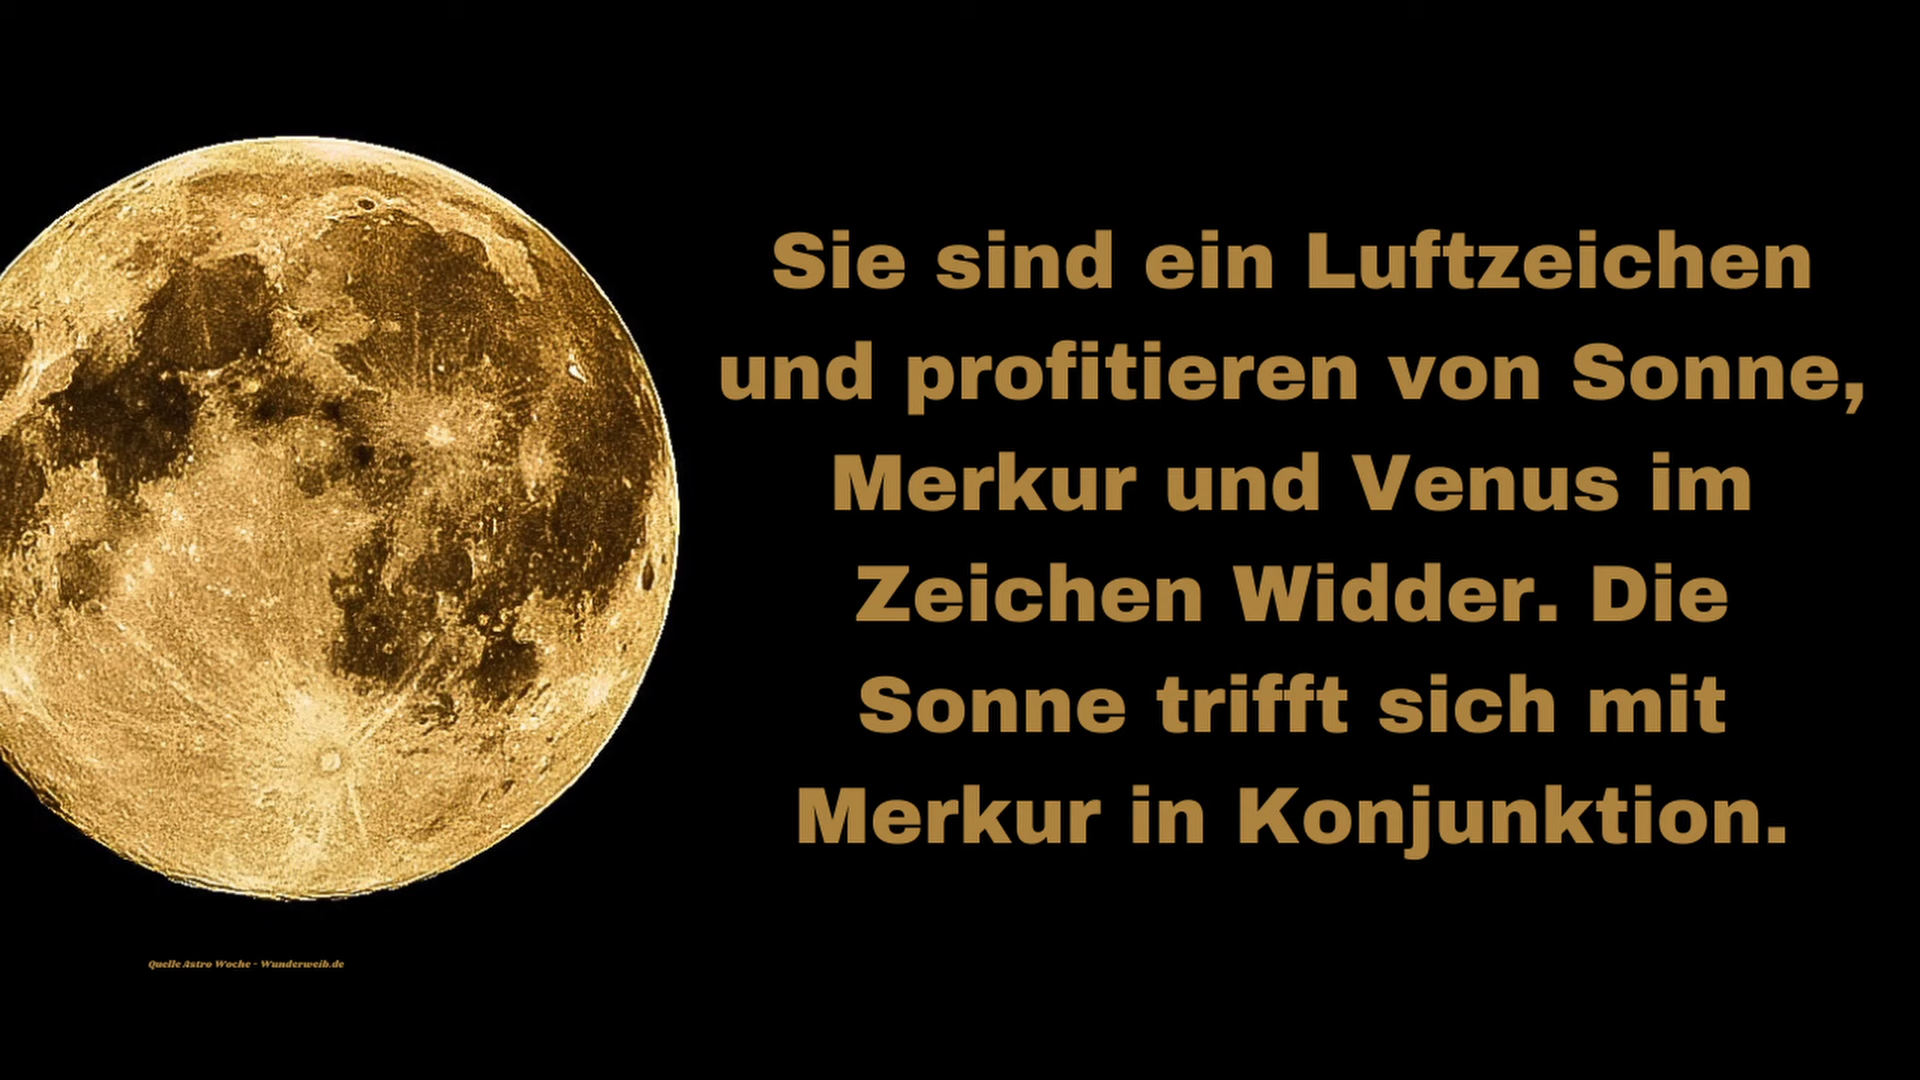 Sie sind ein Luftzeichen
und profitieren von Sonne,
Merkur und Venus im
Zeichen Widder. Die
Sonne trifft sich mit
Merkur in Konjunktion.
Quelle Astro Woche - Wunderweib.de